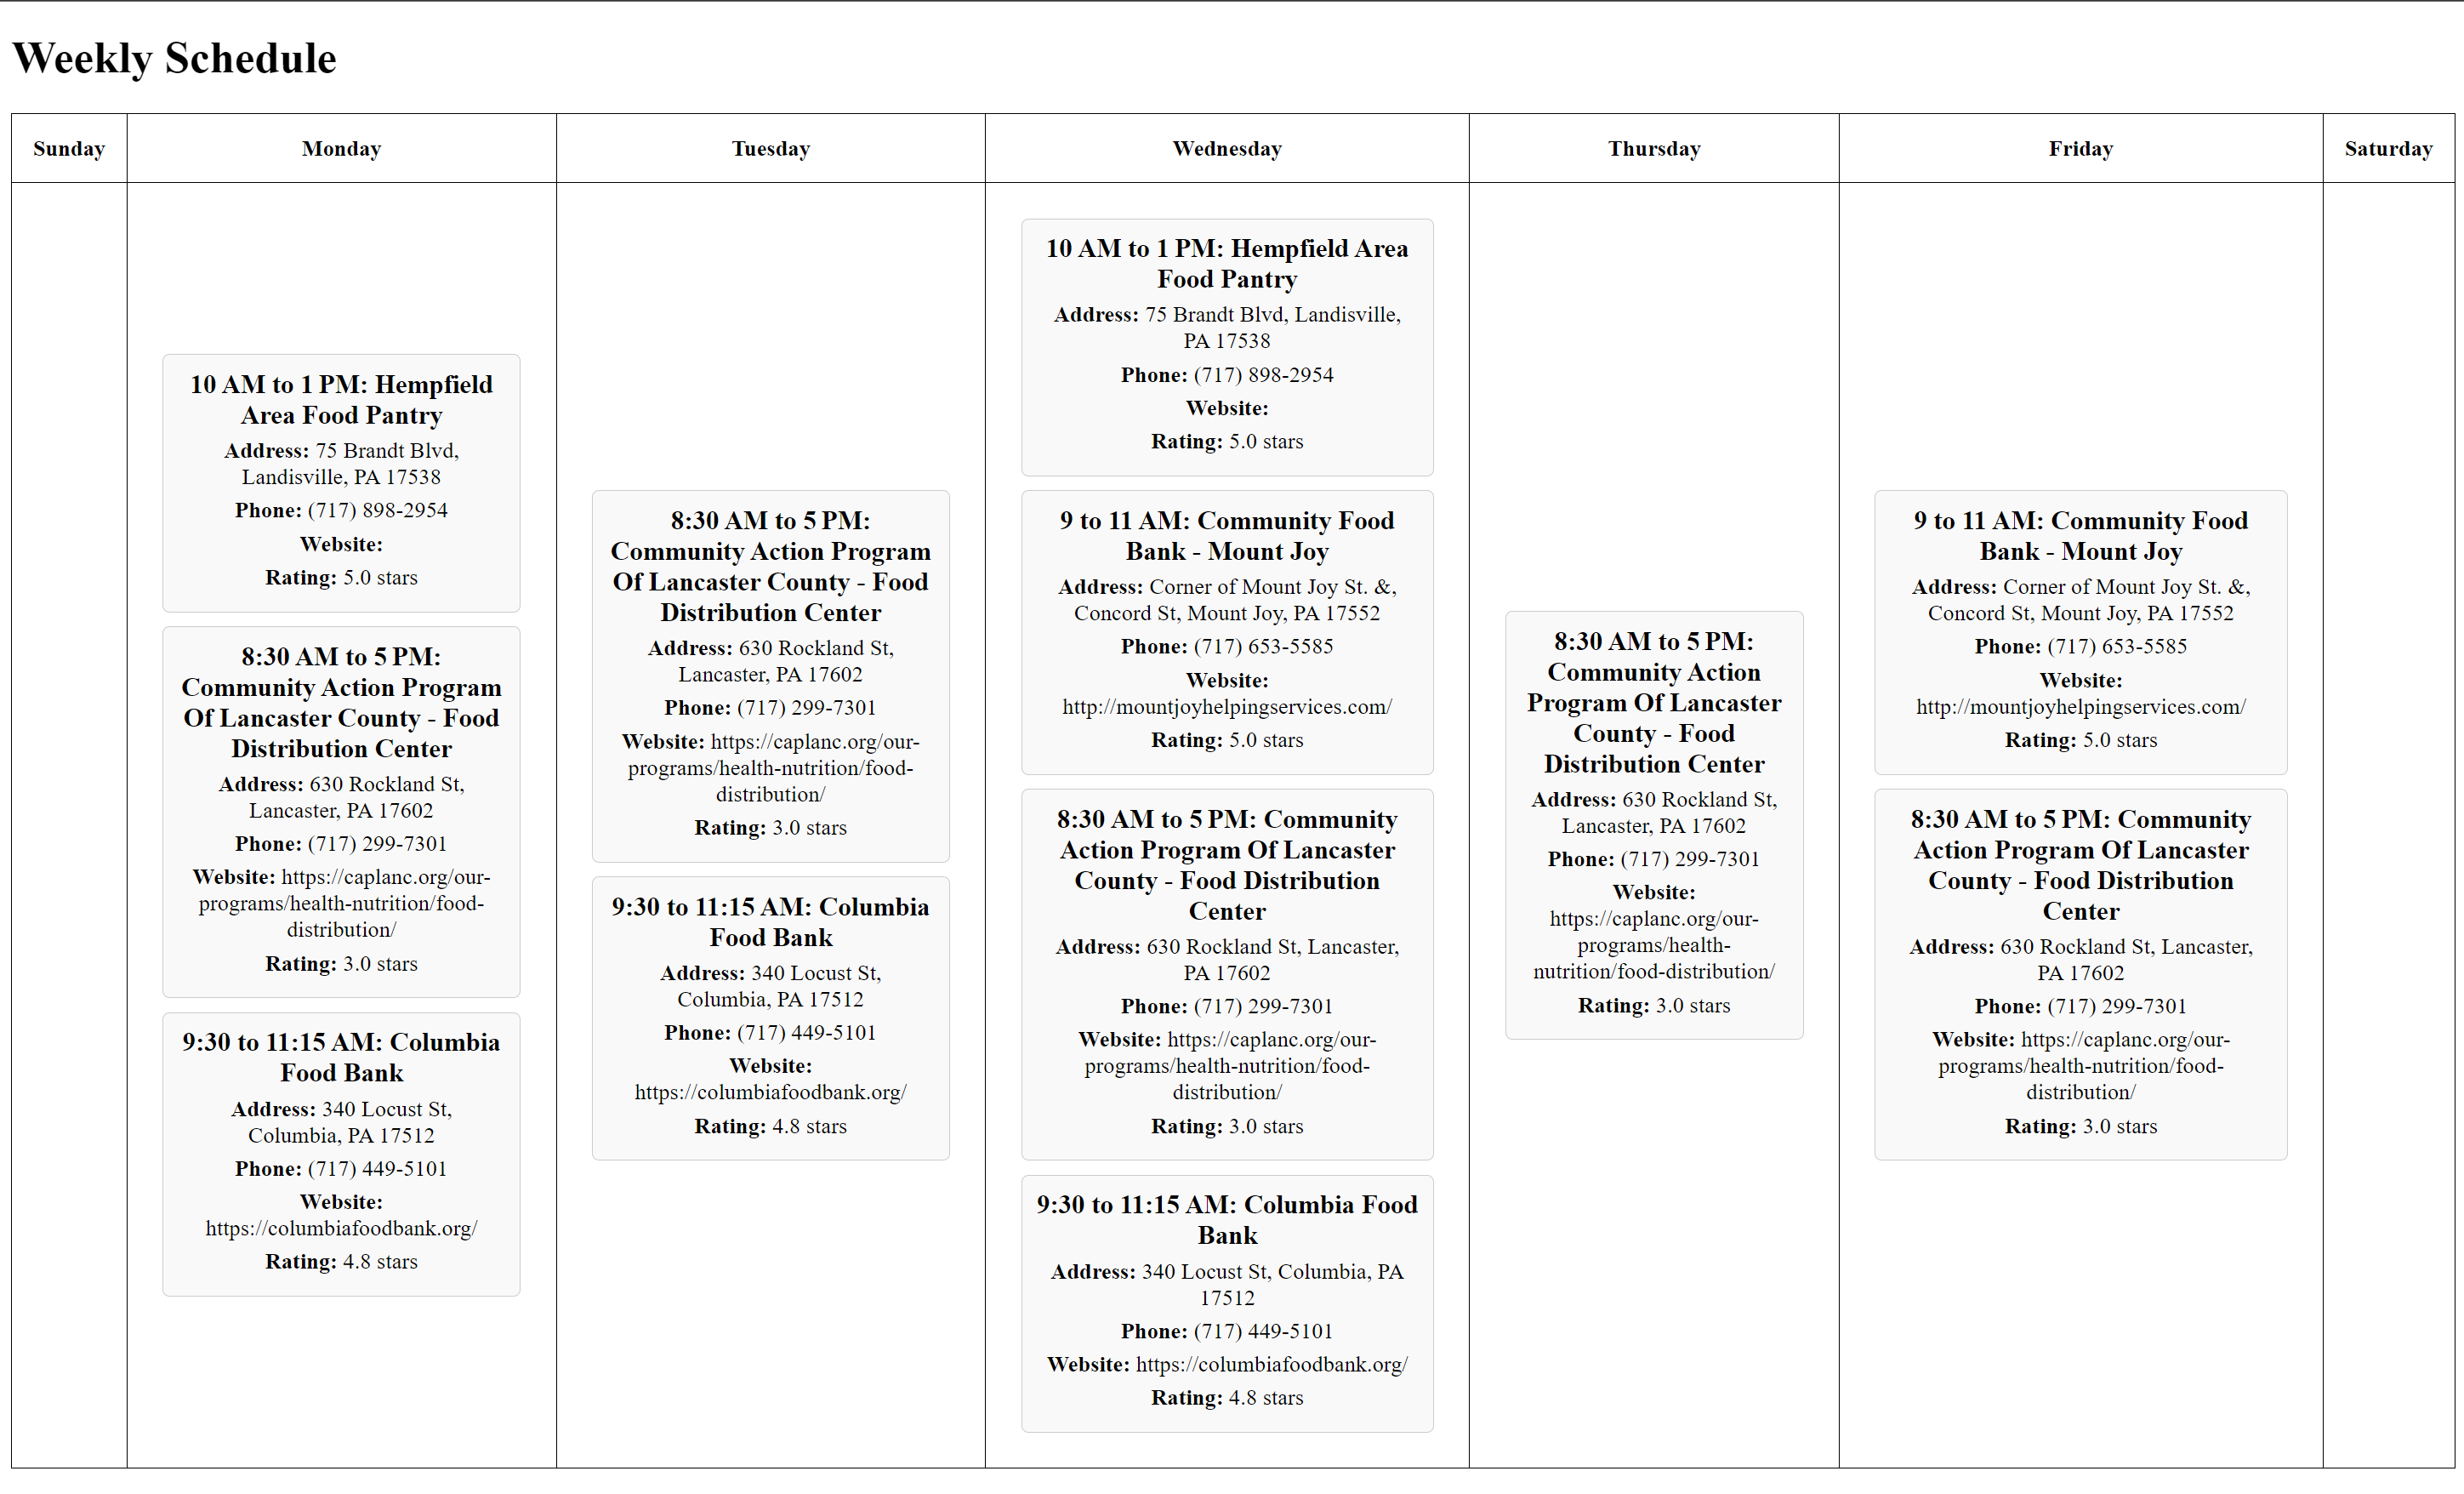 Weekly Schedule
Sunday
Monday
Tuesday
Wednesday
Thursday
Friday
Saturday
10 AM to 1 PM: Hempfield
Area Food Pantry
Address: 75 Brandt Blvd,
Landisville, PA 17538
Phone: (717) 898-2954
Website:
Rating: 5.0 stars
8:30 AM to 5 PM:
Community Action Program
Of Lancaster County - Food
Distribution Center
Address: 630 Rockland St,
Lancaster, PA 17602
Phone: (717) 299-7301
Website: https://caplanc.org/our-
programs/health-nutrition/food-
distribution/
Rating: 3.0 stars
9:30 to 11:15 AM: Columbia
Food Bank
Address: 340 Locust St,
Columbia, PA 17512
Phone: (717) 449-5101
Website:
https://columbiafoodbank.org/
Rating: 4.8 stars
8:30 AM to 5 PM:
Community Action Program
Of Lancaster County - Food
Distribution Center
Address: 630 Rockland St,
Lancaster, PA 17602
Phone: (717) 299-7301
Website: https://caplanc.org/our-
programs/health-nutrition/food-
distribution/
Rating: 3.0 stars
9:30 to 11:15 AM: Columbia
Food Bank
Address: 340 Locust St,
Columbia, PA 17512
Phone: (717) 449-5101
Website:
https://columbiafoodbank.org/
Rating: 4.8 stars
10 AM to 1 PM: Hempfield Area
Food Pantry
Address: 75 Brandt Blvd, Landisville,
PA 17538
Phone: (717) 898-2954
Website:
Rating: 5.0 stars
9 to 11 AM: Community Food
Bank - Mount Joy
Address: Corner of Mount Joy St. &,
Concord St, Mount Joy, PA 17552
Phone: (717) 653-5585
Website:
http://mountjoyhelpingservices.com/
Rating: 5.0 stars
8:30 AM to 5 PM: Community
Action Program Of Lancaster
County - Food Distribution
Center
Address: 630 Rockland St, Lancaster,
PA 17602
Phone: (717) 299-7301
Website: https://caplanc.org/our-
programs/health-nutrition/food-
distribution/
Rating: 3.0 stars
9:30 to 11:15 AM: Columbia Food
Bank
Address: 340 Locust St, Columbia, PA
17512
Phone: (717) 449-5101
Website: https://columbiafoodbank.org/
Rating: 4.8 stars
8:30 AM to 5 PM:
Community Action
Program Of Lancaster
County - Food
Distribution Center
Address: 630 Rockland St,
Lancaster, PA 17602
Phone: (717) 299-7301
Website:
https://caplanc.org/our-
programs/health-
nutrition/food-distribution/
Rating: 3.0 stars
9 to 11 AM: Community Food
Bank - Mount Joy
Address: Corner of Mount Joy St. &,
Concord St, Mount Joy, PA 17552
Phone: (717) 653-5585
Website:
http://mountjoyhelpingservices.com/
Rating: 5.0 stars
8:30 AM to 5 PM: Community
Action Program Of Lancaster
County - Food Distribution
Center
Address: 630 Rockland St, Lancaster,
PA 17602
Phone: (717) 299-7301
Website: https://caplanc.org/our-
programs/health-nutrition/food-
distribution/
Rating: 3.0 stars